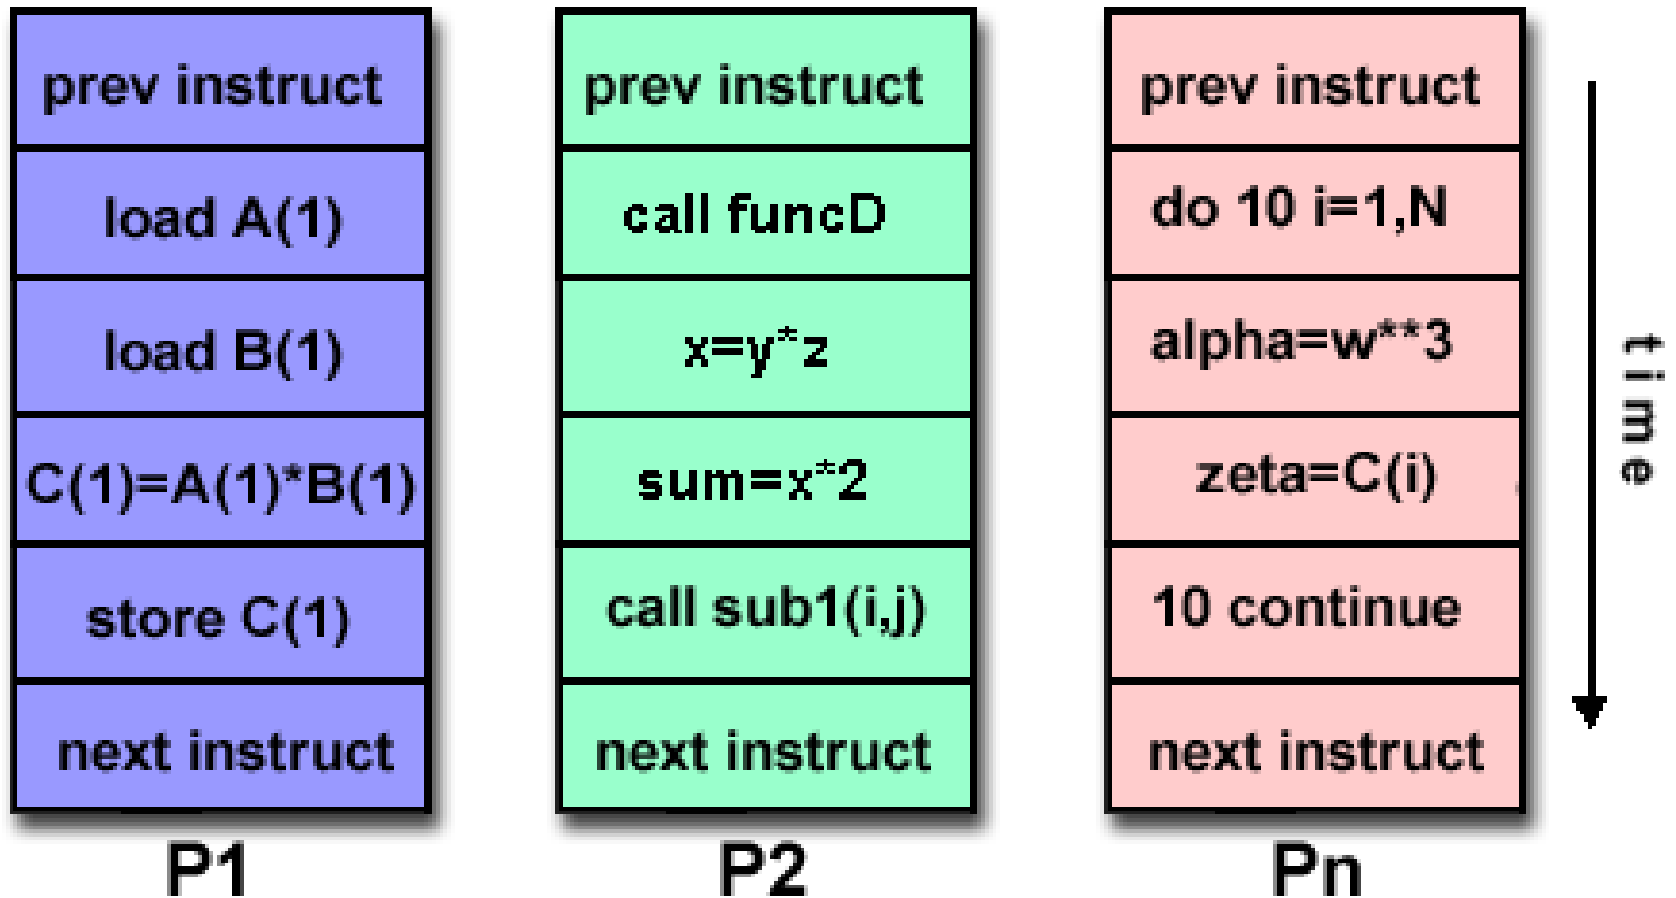 prev instruct
load A(1)
load B(1)
C(1)=A(1)*B(1)
store C(1)
next instruct
P1
prev instruct
call funcD
x=y*z
sum=x*2
call sub1(i,j)
next instruct
P2
prev instruct
do 10 i=1,N
alpha=w**3
zeta=C(i)
10 continue
next instruct
Pn
time